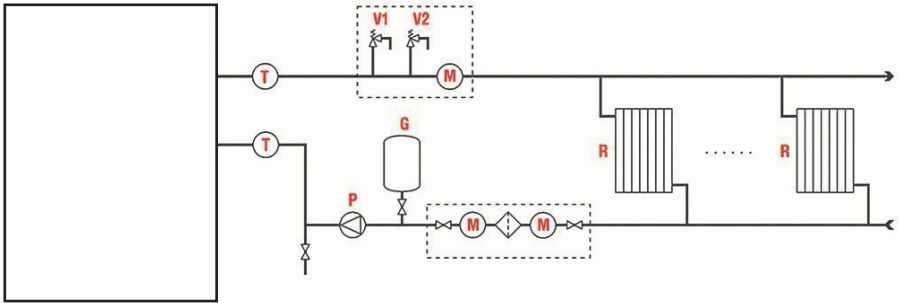 V1 V2
T M
G
T
R ...... R
P
M M